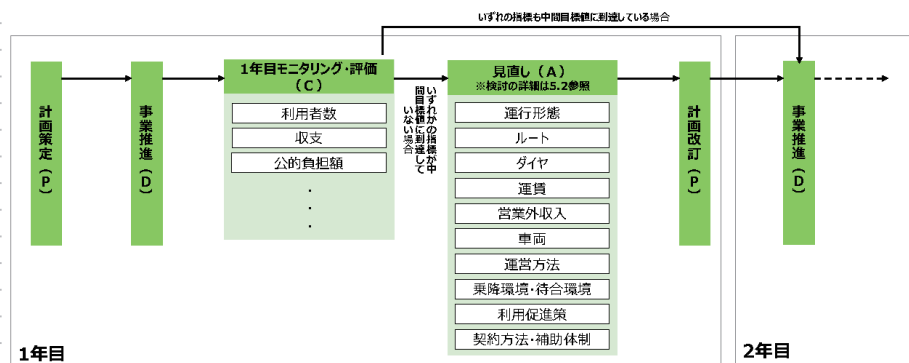 いずれの指標も中間目標値に到達している場合
計画策定（P）
事業推進（D）
1年目モニタリング・評価
（C）
利用者数
収支
公的負担額
・
・
・
いずれかの指標が中
間目標値に到達して
いない場合
見直し（A）
※検討の詳細は5.2参照
運行形態
ルート
ダイヤ
運賃
営業外収入
車両
運営方法
乗降環境・待合環境
利用促進策
契約方法・補助体制
計画改訂（P）
事業推進（D）
1年目
2年目